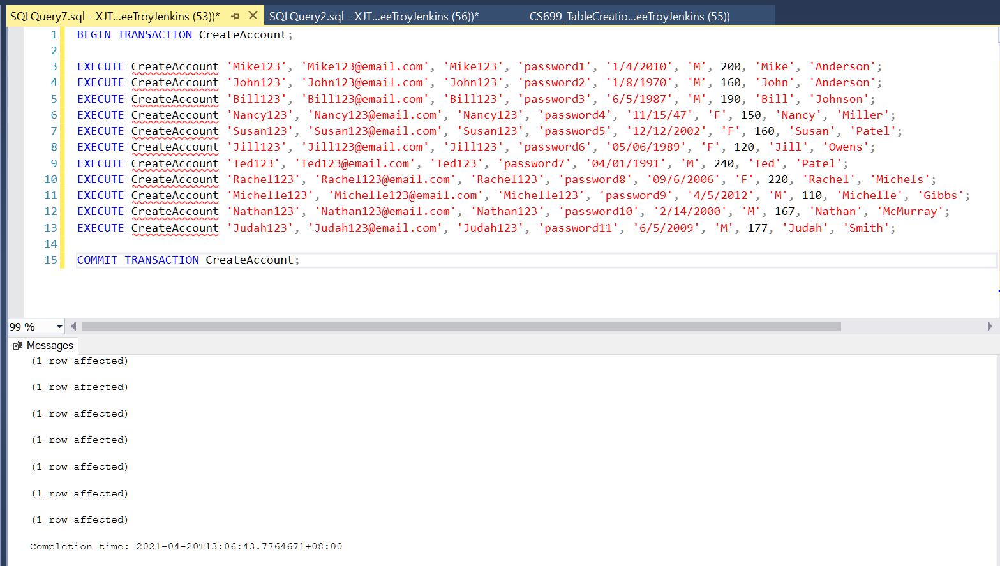 SQLQuery7.sql - XJT...eeTroyJenkins (53))* SQLQuery2.sql - XJT...eeTroyJenkins (56))* CS699_TableCreatio...eeTroyJenkins (55))
1 BEGIN TRANSACTION CreateAccount;
2
3 EXECUTE CreateAccount 'Mike123', 'Mike123@email.com', 'Mike123', 'password1', '1/4/2010', 'M', 200, 'Mike', 'Anderson';
4 EXECUTE CreateAccount 'John123', 'John123@email.com', 'John123', 'password2', '1/8/1970', 'M', 160, 'John', 'Anderson';
5 EXECUTE CreateAccount 'Bill123', 'Bill123@email.com', 'Bill123', 'password3', '6/5/1987', 'M', 190, 'Bill', 'Johnson';
6 EXECUTE CreateAccount 'Nancy123', 'Nancy123@email.com', 'Nancy123', 'password4', '11/15/47', 'F', 150, 'Nancy', 'Miller';
7 EXECUTE CreateAccount 'Susan123', 'Susan123@email.com', 'Susan123', 'password5', '12/12/2002', 'F', 160, 'Susan', 'Patel';
8 EXECUTE CreateAccount 'Jill123', 'Jill123@email.com', 'Jill123', 'password6', '05/06/1989', 'F', 120, 'Jill', 'Owens';
9 EXECUTE CreateAccount 'Ted123', 'Ted123@email.com', 'Ted123', 'password7', '04/01/1991', 'M', 240, 'Ted', 'Patel';
10 EXECUTE CreateAccount 'Rachel123', 'Rachel123@email.com', 'Rachel123', 'password8', '09/6/2006', 'F', 220, 'Rachel', 'Michels';
11 EXECUTE CreateAccount 'Michelle123', 'Michelle123@email.com', 'Michelle123', 'password9', '4/5/2012', 'M', 110, 'Michelle', 'Gibbs';
12 EXECUTE CreateAccount 'Nathan123', 'Nathan123@email.com', 'Nathan123', 'password10', '2/14/2000', 'M', 167, 'Nathan', 'McMurray';
13 EXECUTE CreateAccount 'Judah123', 'Judah123@email.com', 'Judah123', 'password11', '6/5/2009', 'M', 177, 'Judah', 'Smith';
14
15 COMMIT TRANSACTION CreateAccount;
99 %
Messages
(1 row affected)
(1 row affected)
(1 row affected)
(1 row affected)
(1 row affected)
(1 row affected)
(1 row affected)
Completion time: 2021-04-20T13:06:43.7764671+08:00